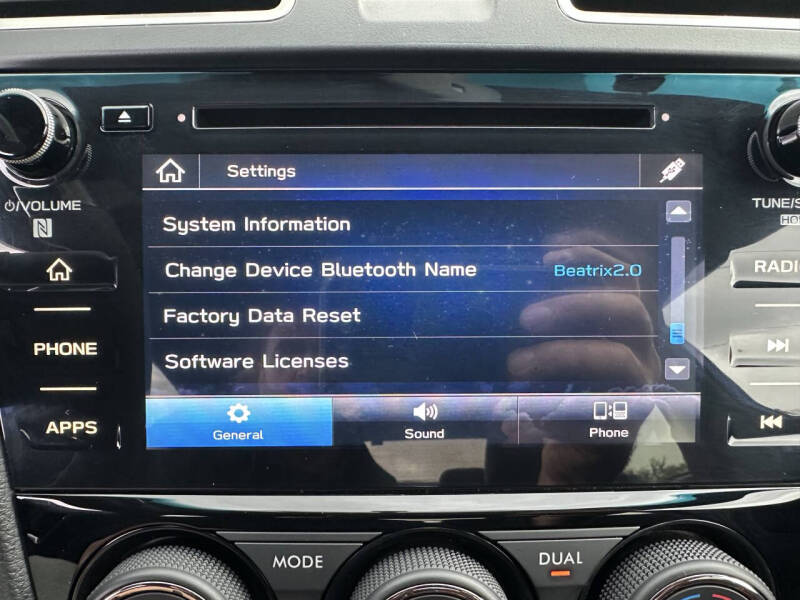 Settings
VOLUME
TUNE/S
System Information
Change Device Bluetooth Name Beatrix2.0
RADI
Factory Data Reset
PHONE
Software Licenses
APPS
General
Sound
Phone
MODE
DUAL